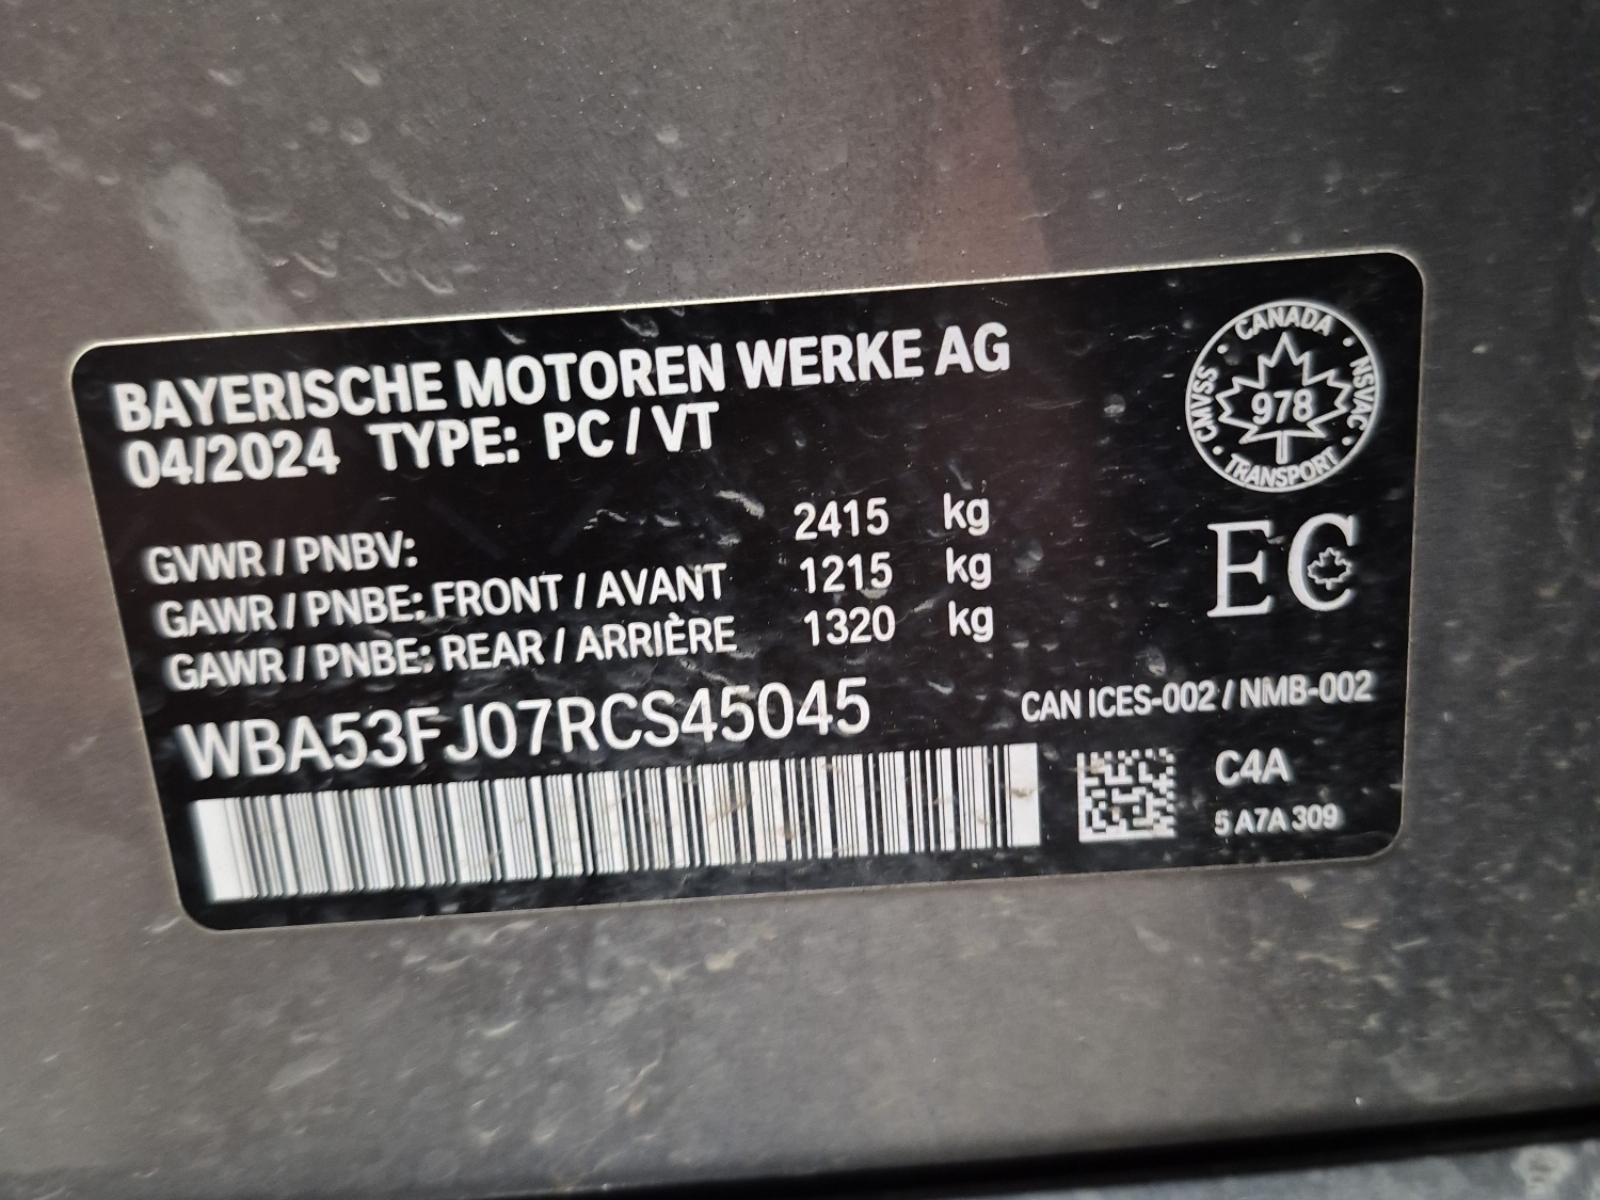 BAYERISCHE MOTOREN WERKE AG
04/2024 TYPE: PC / VT
GVWR / PNBV: 2415 kg
GAWR / PNBE: FRONT / AVANT 1215 kg
GAWR / PNBE: REAR / ARRIÈRE 1320 kg
WBA53FJ07RCS45045
CANADA
CMVSS
NSVAC
978
TRANSPORT
EC
CAN ICES-002 / NMB-002
C4A
5 A7A 309